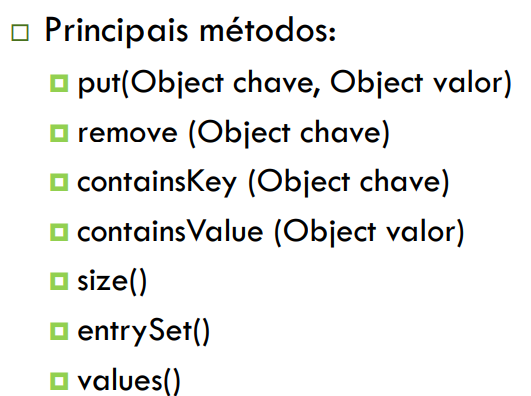 Principais métodos:
put(Object chave, Object valor)
remove (Object chave)
containsKey (Object chave)
containsValue (Object valor)
size()
entrySet()
values()